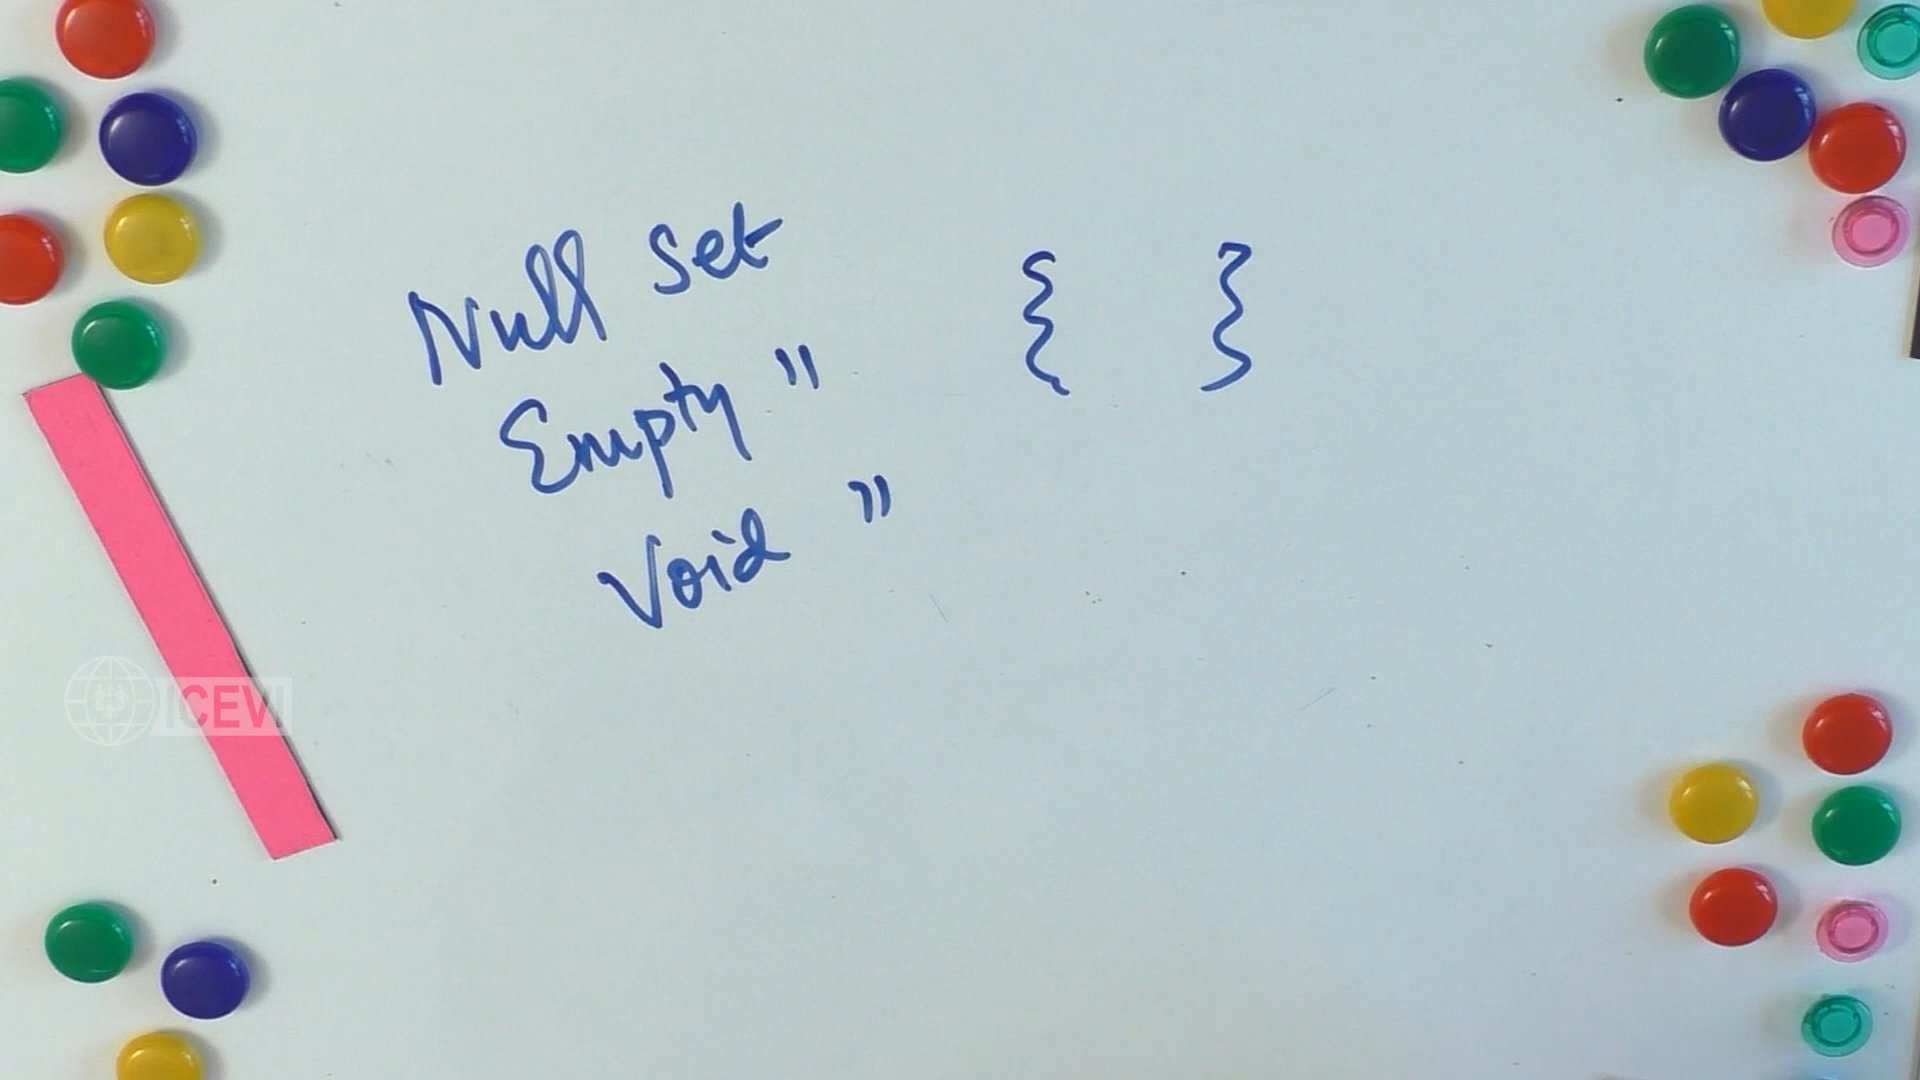 Null set { }
Empty "
Void "
ICEVI